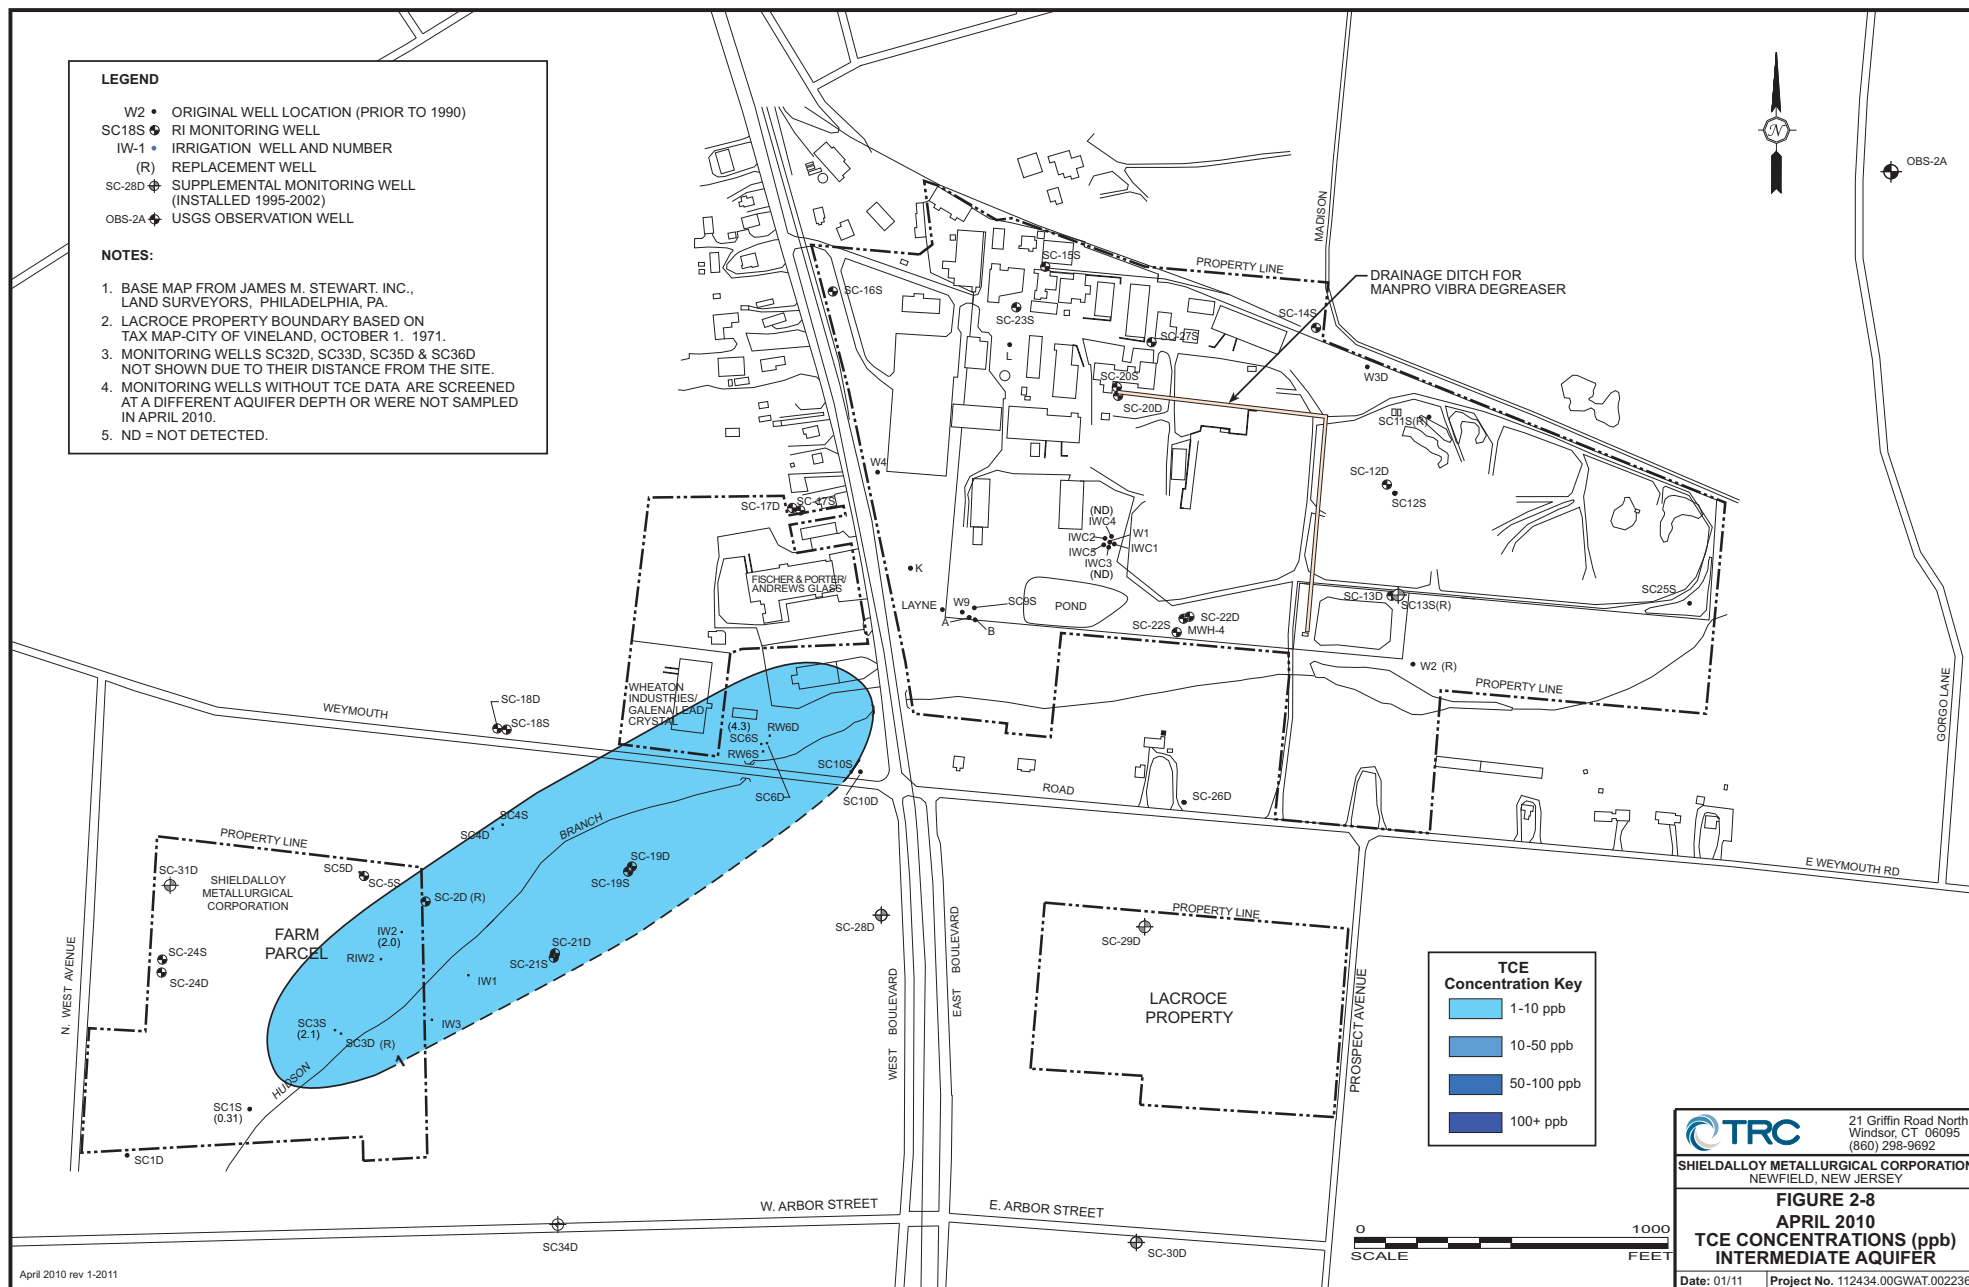 LEGEND
W2 ORIGINAL WELL LOCATION (PRIOR TO 1990)
SC18S RI MONITORING WELL
IW-1 IRRIGATION WELL AND NUMBER
(R) REPLACEMENT WELL
SC-28D SUPPLEMENTAL MONITORING WELL
(INSTALLED 1995-2002)
OBS-2A USGS OBSERVATION WELL
NOTES:
1. BASE MAP FROM JAMES M. STEWART. INC.,
LAND SURVEYORS, PHILADELPHIA, PA.
2. LACROCE PROPERTY BOUNDARY BASED ON
TAX MAP-CITY OF VINELAND, OCTOBER 1. 1971.
3. MONITORING WELLS SC32D, SC33D, SC35D & SC36D
NOT SHOWN DUE TO THEIR DISTANCE FROM THE SITE.
4. MONITORING WELLS WITHOUT TCE DATA ARE SCREENED
AT A DIFFERENT AQUIFER DEPTH OR WERE NOT SAMPLED
IN APRIL 2010.
5. ND = NOT DETECTED.
N
OBS-2A
MADISON
PROPERTY LINE
DRAINAGE DITCH FOR
MANPRO VIBRA DEGREASER
SC-15S
SC-16S
SC-23S
L
SC-27S
SC-14S
W3D
SC-20S
SC-20D
SC11S(R)
W4
SC-12D
SC12S
SC-17D
SC-17S
(ND)
IWC4
IWC2
W1
IWC5
IWC1
IWC3
(ND)
K
FISCHER & PORTER/
ANDREWS GLASS
LAYNE
W9
SC9S
A
B
POND
SC-22D
SC-22S
MWH-4
SC-13D
SC13S(R)
SC25S
W2 (R)
PROPERTY LINE
GORGO LANE
WHEATON
INDUSTRIES/
GALENA LEAD
CRYSTAL
SC-18D
SC-18S
WEYMOUTH
(4.3)
RW6D
SC6S
RW6S
SC10S
SC6D
SC10D
ROAD
SC-26D
E WEYMOUTH RD
SC4S
SC4D
BRANCH
PROPERTY LINE
SC-31D
SHIELDALLOY
METALLURGICAL
CORPORATION
SC5D
SC-5S
SC-19D
SC-19S
SC-2D (R)
FARM
PARCEL
IW2
(2.0)
RIW2
SC-21D
SC-21S
IW1
IW3
SC-24S
SC-24D
SC3S
(2.1)
SC3D (R)
1
HUDSON
SC1S
(0.31)
SC1D
N. WEST AVENUE
SC-28D
WEST BOULEVARD
EAST BOULEVARD
PROPERTY LINE
SC-29D
LACROCE
PROPERTY
PROSPECT AVENUE
TCE
Concentration Key
1-10 ppb
10-50 ppb
50-100 ppb
100+ ppb
W. ARBOR STREET
E. ARBOR STREET
SC34D
SC-30D
0 1000
SCALE FEET
TRC
21 Griffin Road North
Windsor, CT 06095
(860) 298-9692
SHIELDALLOY METALLURGICAL CORPORATION
NEWFIELD, NEW JERSEY
FIGURE 2-8
APRIL 2010
TCE CONCENTRATIONS (ppb)
INTERMEDIATE AQUIFER
Date: 01/11 Project No. 112434.00GWAT.002236
April 2010 rev 1-2011